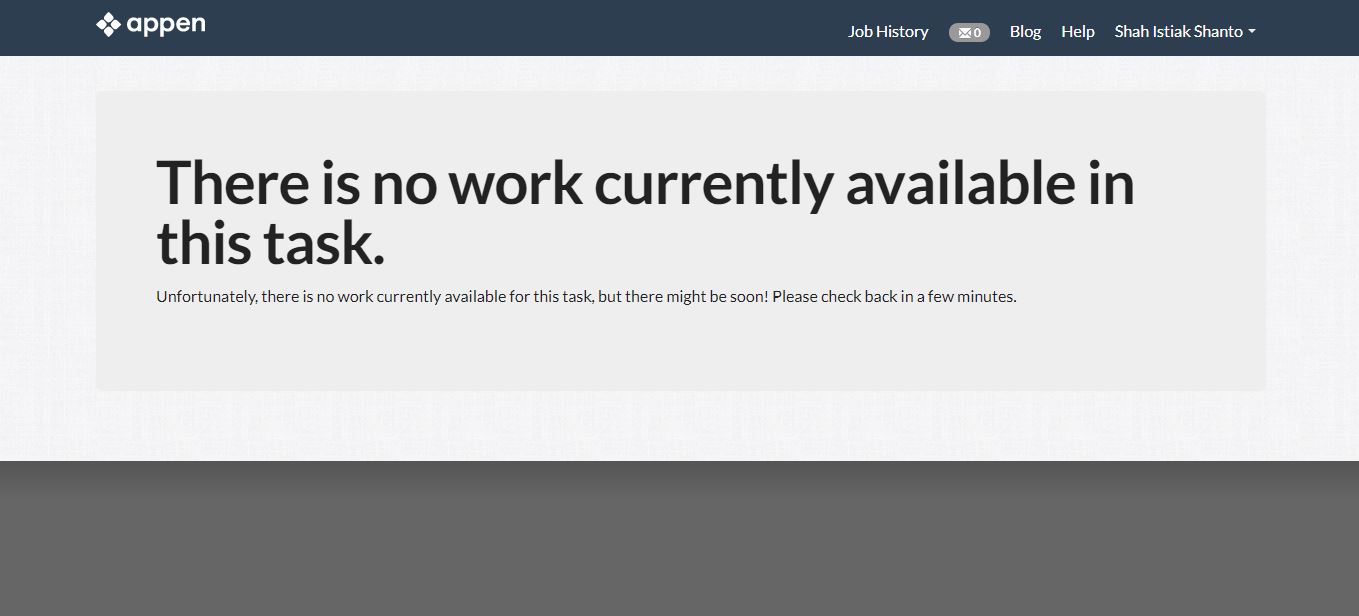 appen
Job History 0 Blog Help Shah Istiak Shanto
There is no work currently available in
this task.
Unfortunately, there is no work currently available for this task, but there might be soon! Please check back in a few minutes.